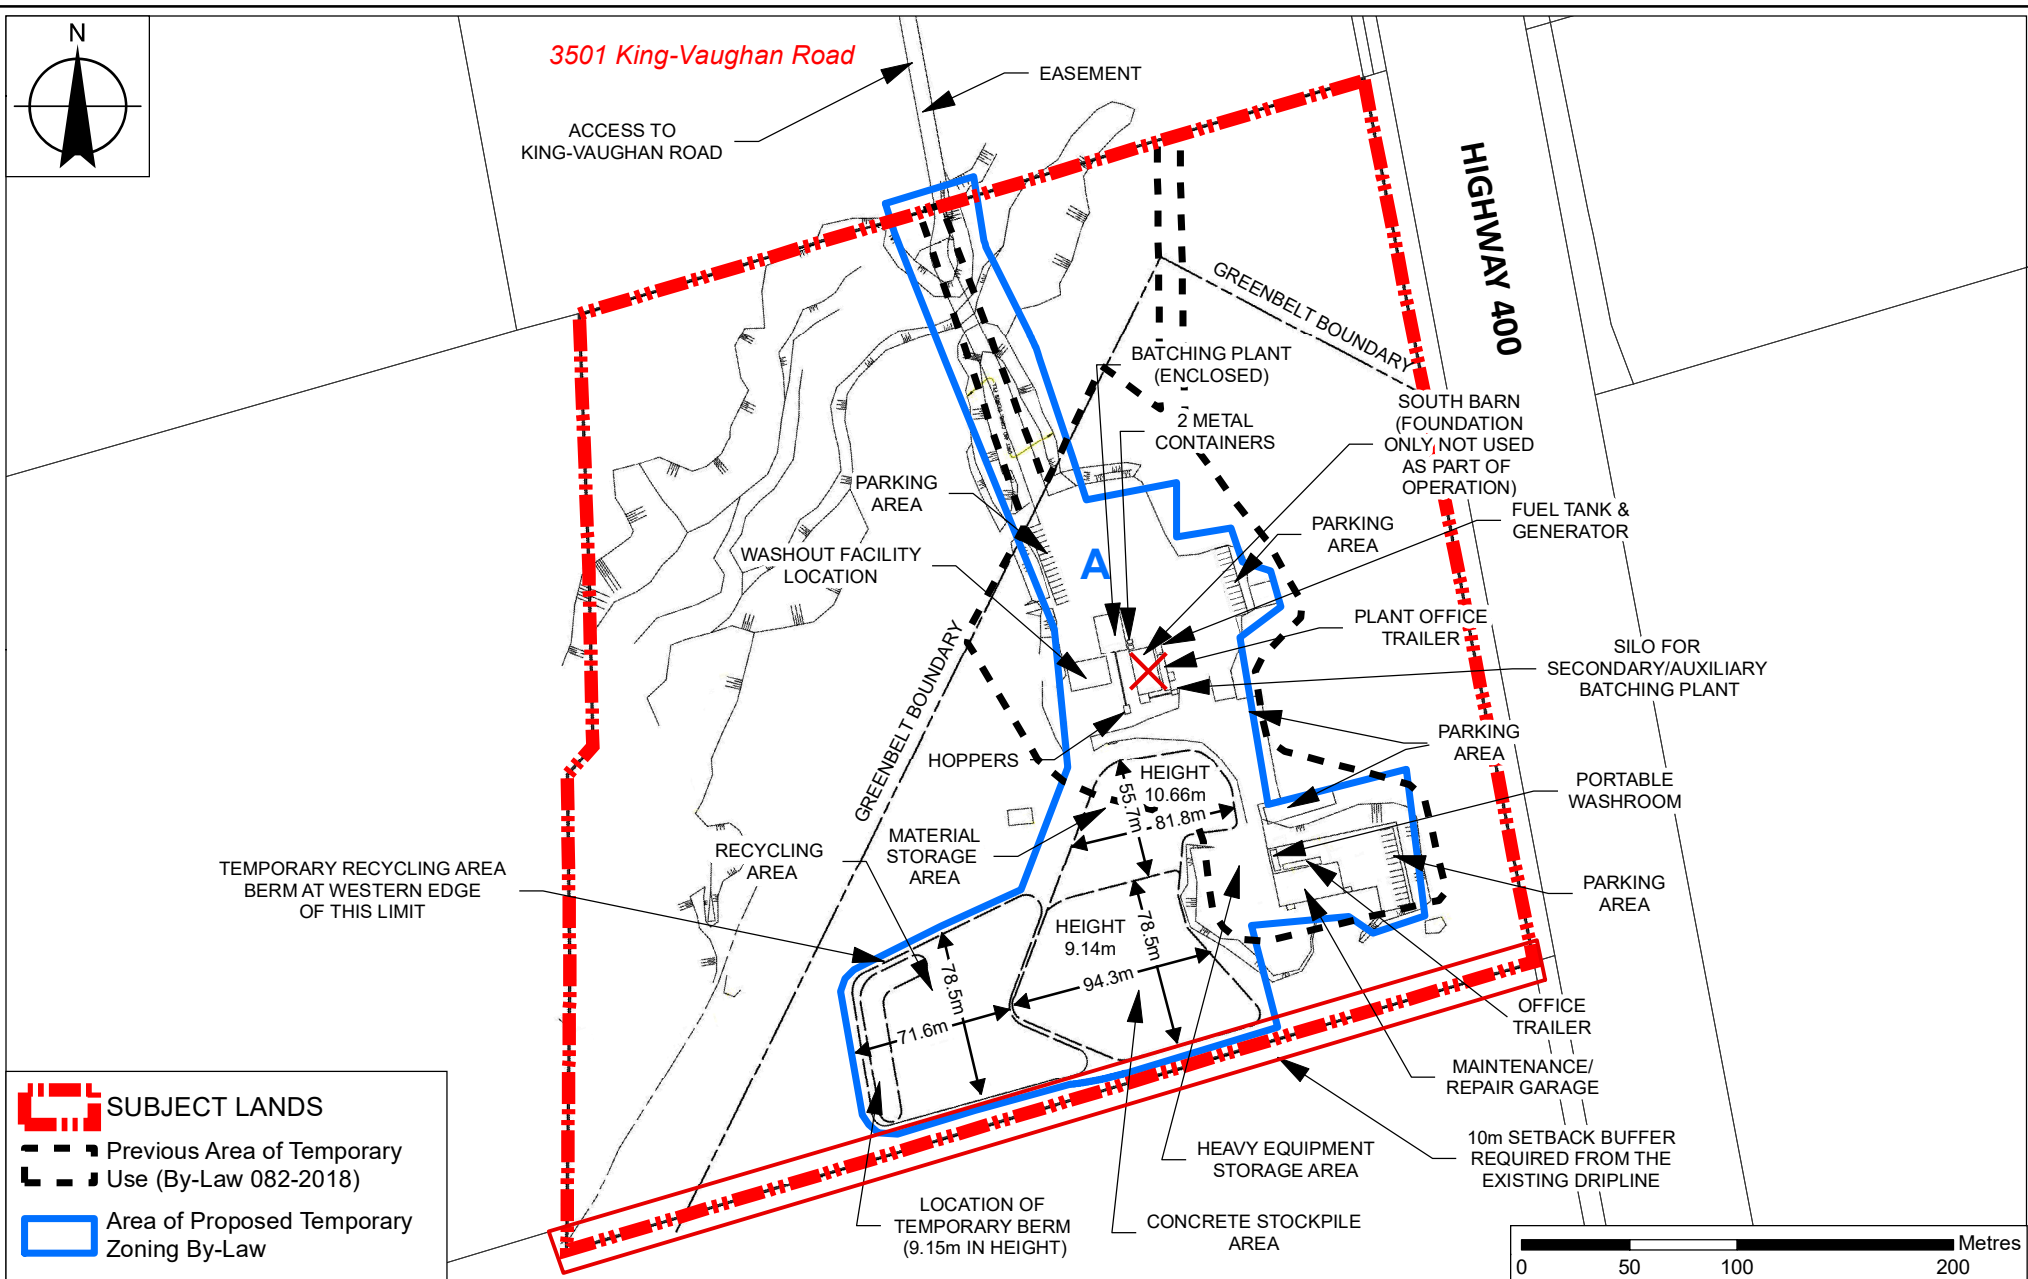 N
3501 King-Vaughan Road
EASEMENT
ACCESS TO
KING-VAUGHAN ROAD
HIGHWAY 400
GREENBELT BOUNDARY
BATCHING PLANT
(ENCLOSED)
2 METAL
CONTAINERS
SOUTH BARN
(FOUNDATION
ONLY NOT USED
AS PART OF
OPERATION)
PARKING
AREA
FUEL TANK &
GENERATOR
PARKING
AREA
WASHOUT FACILITY
LOCATION
A
PLANT OFFICE
TRAILER
SILO FOR
SECONDARY/AUXILIARY
BATCHING PLANT
GREENBELT BOUNDARY
HOPPERS
PARKING
AREA
PORTABLE
WASHROOM
HEIGHT
10.66m
55.7m
81.8m
MATERIAL
STORAGE
AREA
RECYCLING
AREA
TEMPORARY RECYCLING AREA
BERM AT WESTERN EDGE
OF THIS LIMIT
PARKING
AREA
HEIGHT
9.14m
78.5m
94.3m
78.5m
71.6m
OFFICE
TRAILER
MAINTENANCE/
REPAIR GARAGE
HEAVY EQUIPMENT
STORAGE AREA
10m SETBACK BUFFER
REQUIRED FROM THE
EXISTING DRIPLINE
LOCATION OF
TEMPORARY BERM
(9.15m IN HEIGHT)
CONCRETE STOCKPILE
AREA
SUBJECT LANDS
Previous Area of Temporary
Use (By-Law 082-2018)
Area of Proposed Temporary
Zoning By-Law
Metres
0 50 100 200